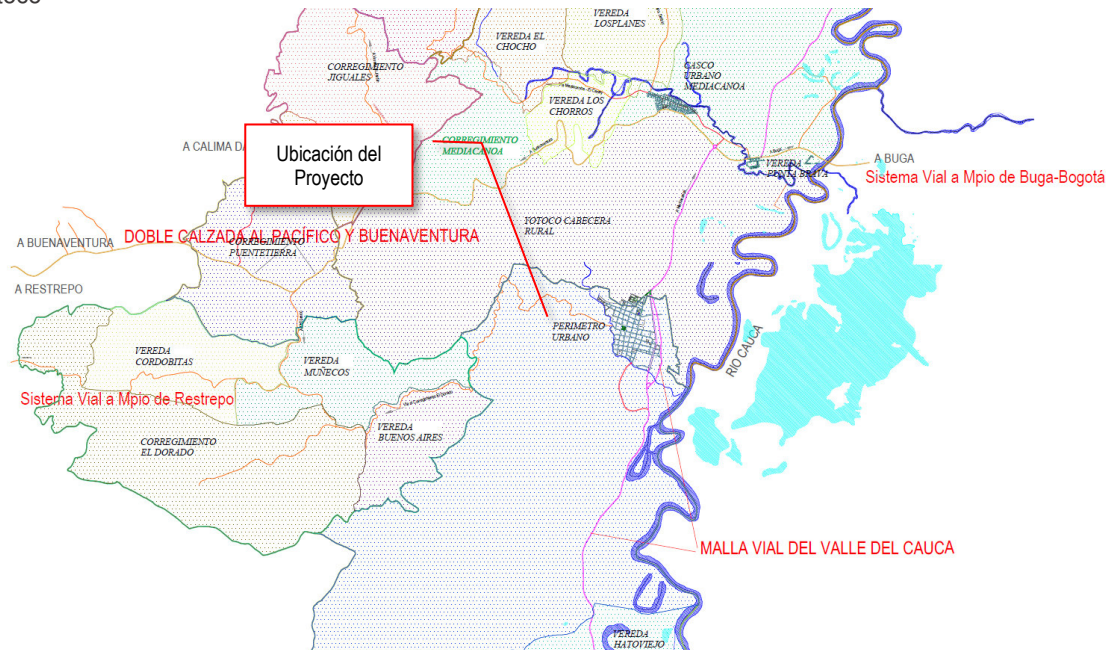 VEREDA
LOSPLANES
VEREDA EL
CHOCHO
CORREGIMIENTO
JIGUALES
CASCO
URBANO
MEDIACANOA
VEREDA LOS
CHORROS
A CALIMA DA
Ubicación del
Proyecto
CORREGIMIENTO
MEDIACANOA
A BUGA
VEREDA
PUNTA BRAVA
Sistema Vial a Mpio de Buga-Bogotá
YOTOCO CABECERA
RURAL
A BUENAVENTURA
DOBLE CALZADA AL PACÍFICO Y BUENAVENTURA
CORREGIMIENTO
PUENTETIERRA
A RESTREPO
PERIMETRO
URBANO
RIO CAUCA
VEREDA
CORDOBITAS
VEREDA
MUÑECOS
Sistema Vial a Mpio de Restrepo
VEREDA
BUENOS AIRES
CORREGIMIENTO
EL DORADO
MALLA VIAL DEL VALLE DEL CAUCA
VEREDA
HATOVIEJO